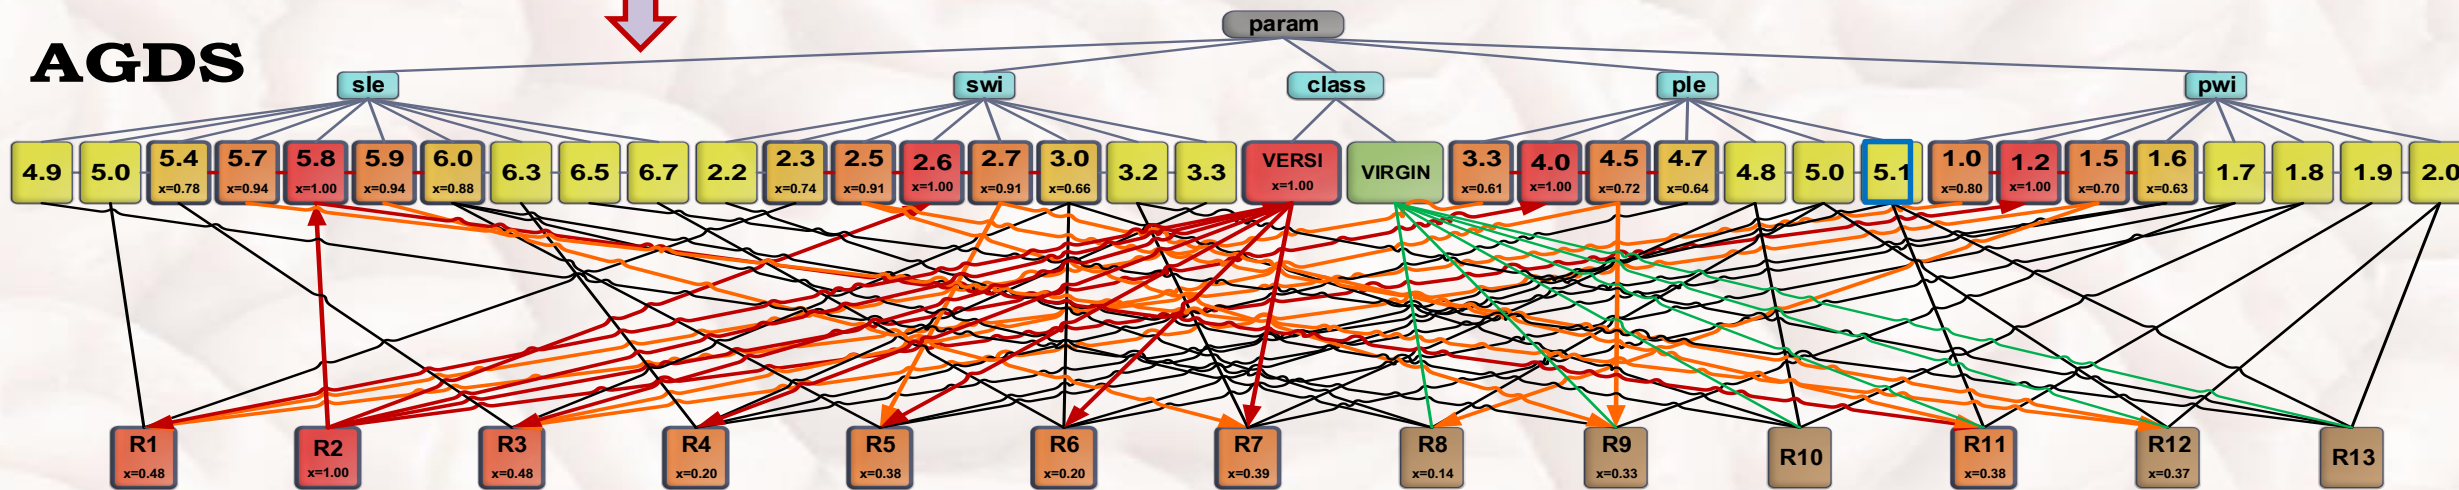 param
AGDS
sle swi class ple pwi
4.9 5.0 5.4 5.7 5.8 5.9 6.0 6.3 6.5 6.7 2.2 2.3 2.5 2.6 2.7 3.0 3.2 3.3 VERSI VIRGIN 3.3 4.0 4.5 4.7 4.8 5.0 5.1 1.0 1.2 1.5 1.6 1.7 1.8 1.9 2.0
x=0.78 x=0.94 x=1.00 x=0.94 x=0.88 x=0.74 x=0.91 x=1.00 x=0.91 x=0.66 x=1.00 x=0.61 x=1.00 x=0.72 x=0.64 x=0.80 x=1.00 x=0.70 x=0.63
R1 R2 R3 R4 R5 R6 R7 R8 R9 R10 R11 R12 R13
x=0.48 x=1.00 x=0.48 x=0.20 x=0.38 x=0.20 x=0.39 x=0.14 x=0.33 x=0.38 x=0.37